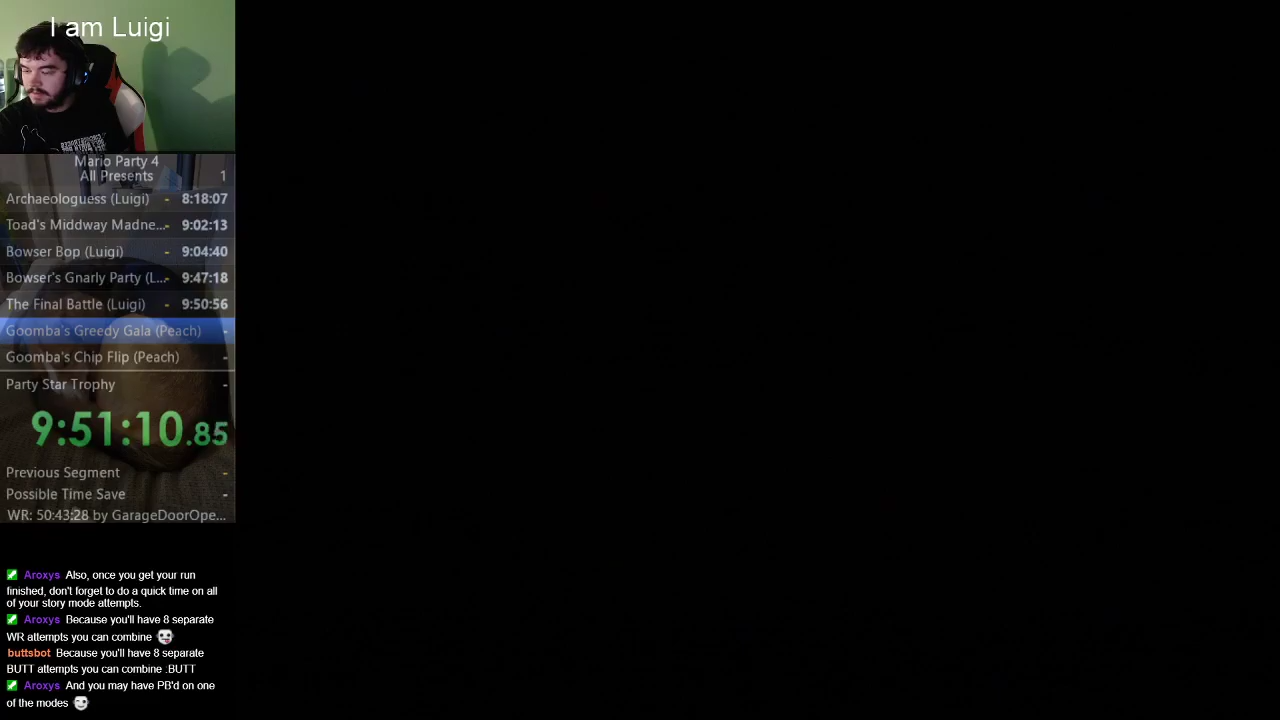 I am Luigi
Mario Party 4
All Presents 1
Archaeologuess (Luigi) - 8:18:07
Toad's Middway Madne... - 9:02:13
Bowser Bop (Luigi) - 9:04:40
Bowser's Gnarly Party (L... - 9:47:18
The Final Battle (Luigi) - 9:50:56
Goomba's Greedy Gala (Peach) -
Goomba's Chip Flip (Peach) -
Party Star Trophy -
9:51:10.85
Previous Segment -
Possible Time Save -
WR: 50:43:28 by GarageDoorOpe...
Aroxys Also, once you get your run
finished, don't forget to do a quick time on all
of your story mode attempts.
Aroxys Because you'll have 8 separate
WR attempts you can combine
buttsbot Because you'll have 8 separate
BUTT attempts you can combine :BUTT
Aroxys And you may have PB'd on one
of the modes